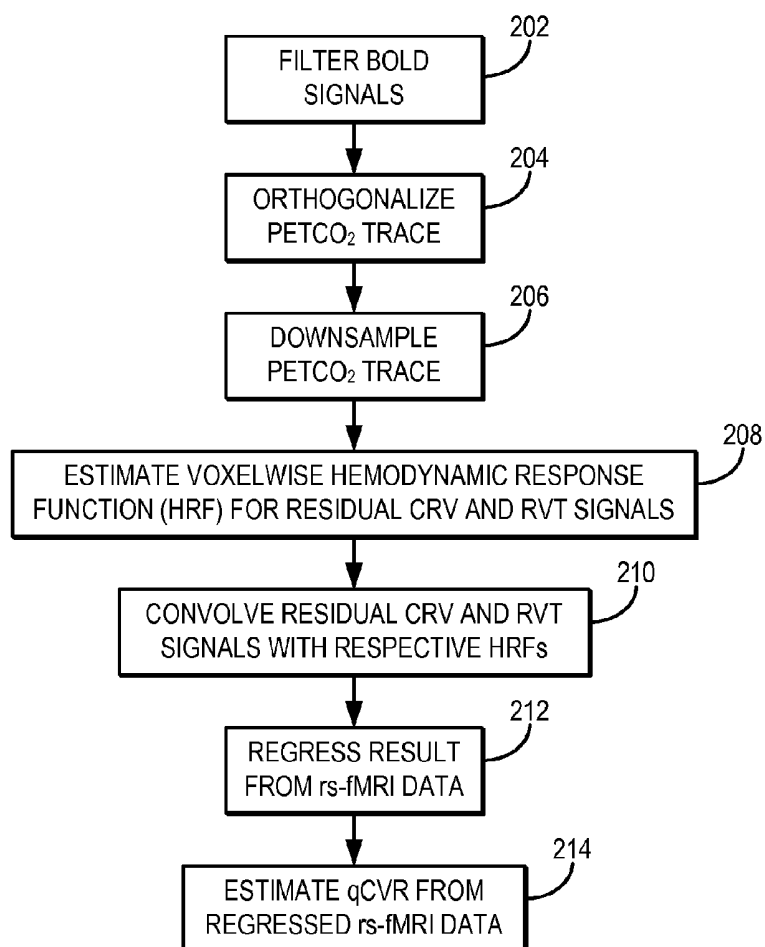 202
FILTER BOLD
SIGNALS
204
ORTHOGONALIZE
PETCO₂ TRACE
206
DOWNSAMPLE
PETCO₂ TRACE
208
ESTIMATE VOXELWISE HEMODYNAMIC RESPONSE
FUNCTION (HRF) FOR RESIDUAL CRV AND RVT SIGNALS
210
CONVOLVE RESIDUAL CRV AND RVT
SIGNALS WITH RESPECTIVE HRFs
212
REGRESS RESULT
FROM rs-fMRI DATA
214
ESTIMATE qCVR FROM
REGRESSED rs-fMRI DATA